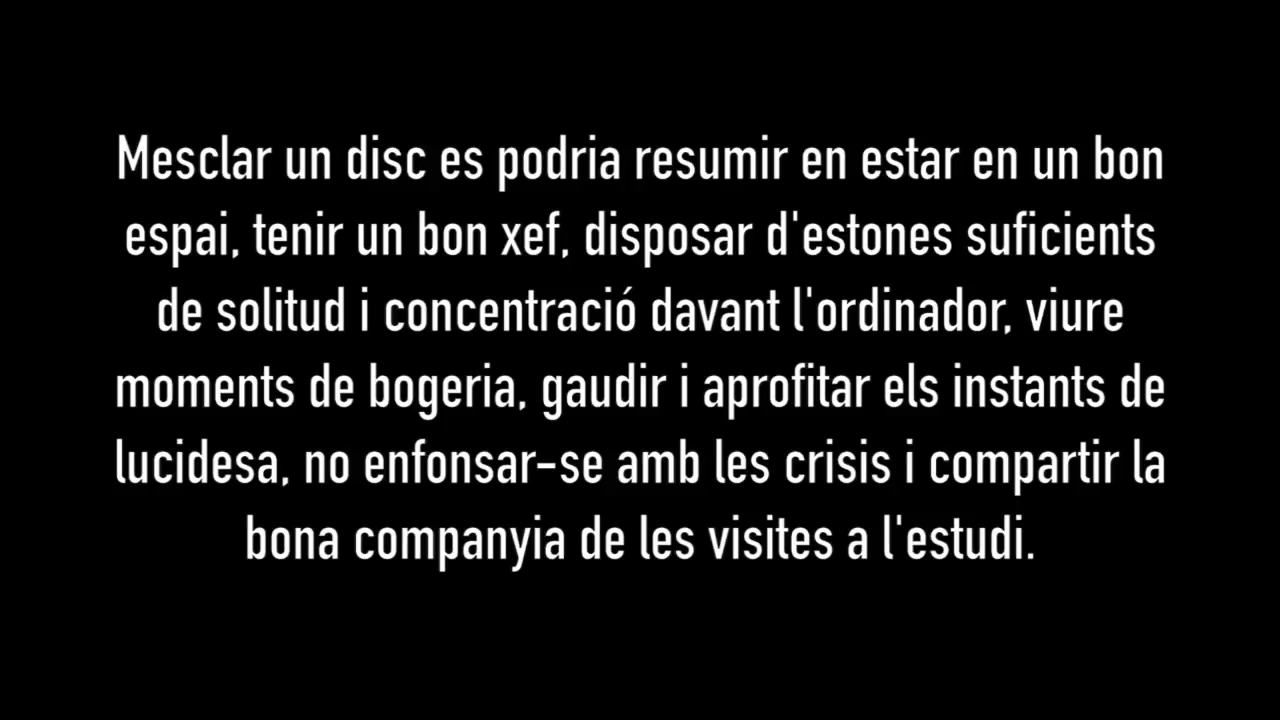 Mesclar un disc es podria resumir en estar en un bon
espai, tenir un bon xef, disposar d'estones suficients
de solitud i concentració davant l'ordinador, viure
moments de bogeria, gaudir i aprofitar els instants de
lucidesa, no enfonsar-se amb les crisis i compartir la
bona companyia de les visites a l'estudi.